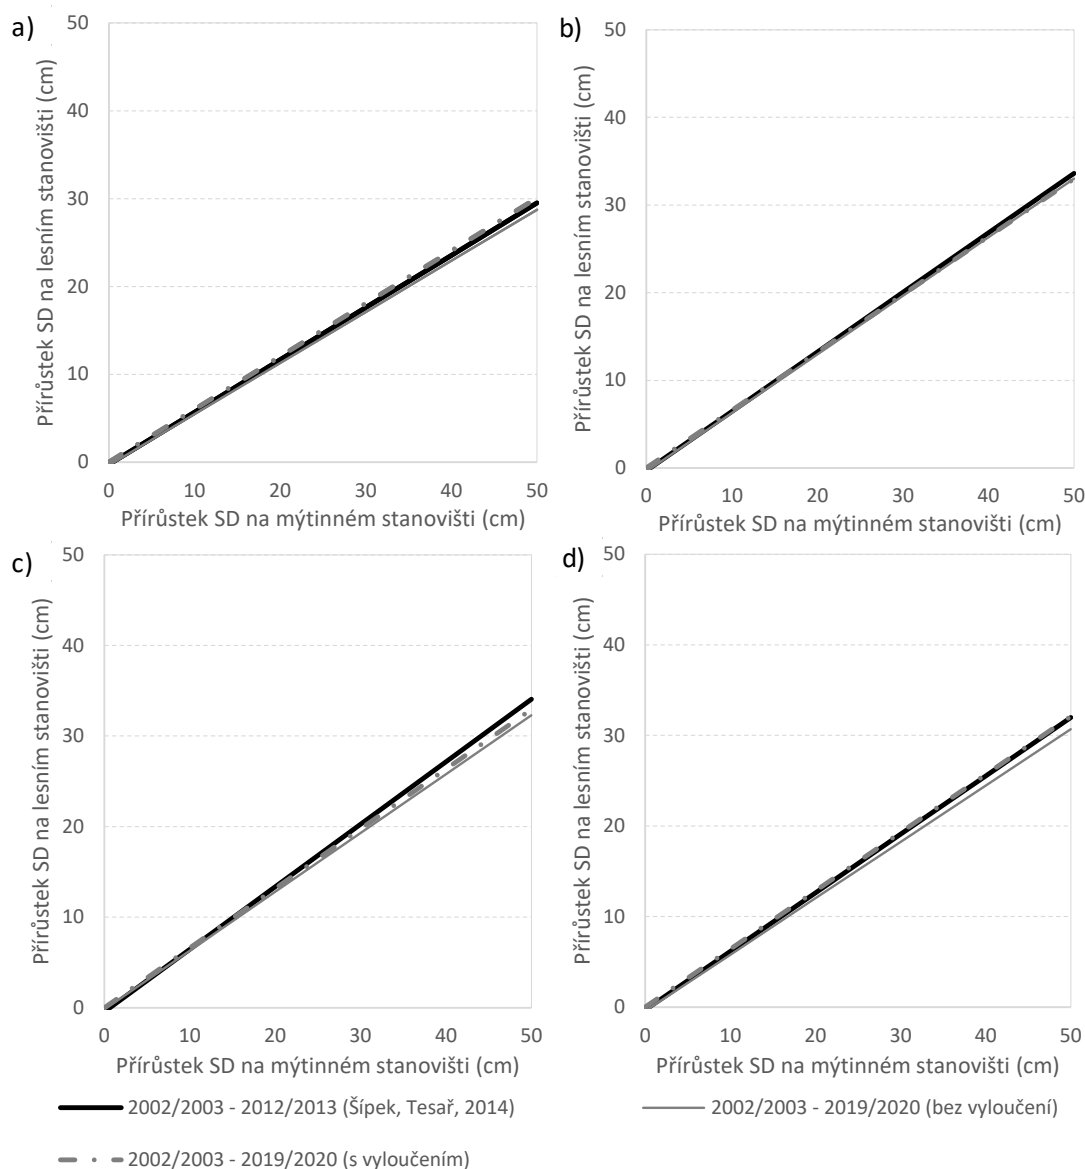 a)
Přírůstek SD na lesním stanovišti (cm)
50
40
30
20
10
0
0 10 20 30 40 50
Přírůstek SD na mýtinném stanovišti (cm)
b)
Přírůstek SD na lesním stanovišti (cm)
50
40
30
20
10
0
0 10 20 30 40 50
Přírůstek SD na mýtinném stanovišti (cm)
c)
Přírůstek SD na lesním stanovišti (cm)
50
40
30
20
10
0
0 10 20 30 40 50
Přírůstek SD na mýtinném stanovišti (cm)
d)
Přírůstek SD na lesním stanovišti (cm)
50
40
30
20
10
0
0 10 20 30 40 50
Přírůstek SD na mýtinném stanovišti (cm)
2002/2003 - 2012/2013 (Šípek, Tesař, 2014)
2002/2003 - 2019/2020 (bez vyloučení)
2002/2003 - 2019/2020 (s vyloučením)